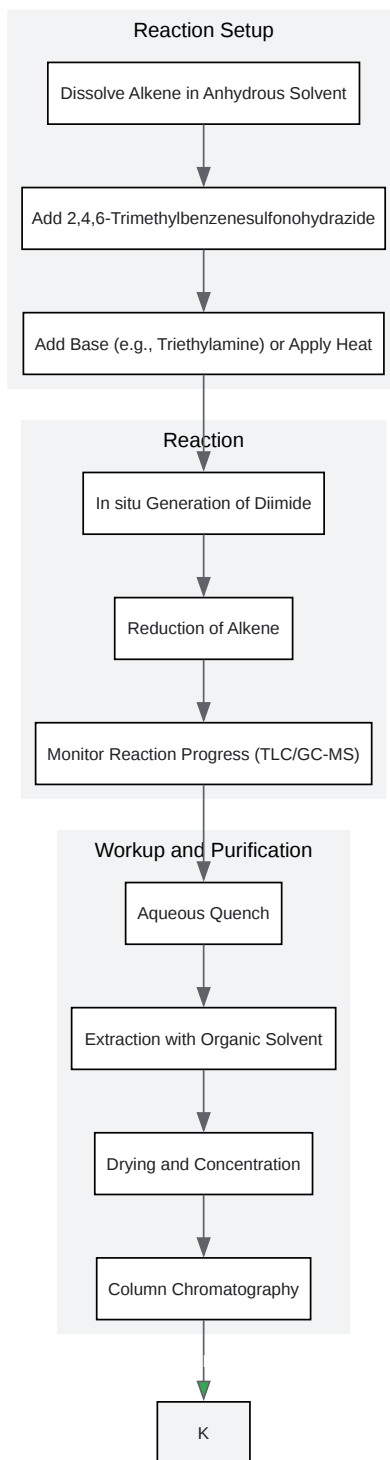 Reaction Setup
Dissolve Alkene in Anhydrous Solvent
Add 2,4,6-Trimethylbenzenesulfonohydrazide
Add Base (e.g., Triethylamine) or Apply Heat
Reaction
In situ Generation of Diimide
Reduction of Alkene
Monitor Reaction Progress (TLC/GC-MS)
Workup and Purification
Aqueous Quench
Extraction with Organic Solvent
Drying and Concentration
Column Chromatography
K